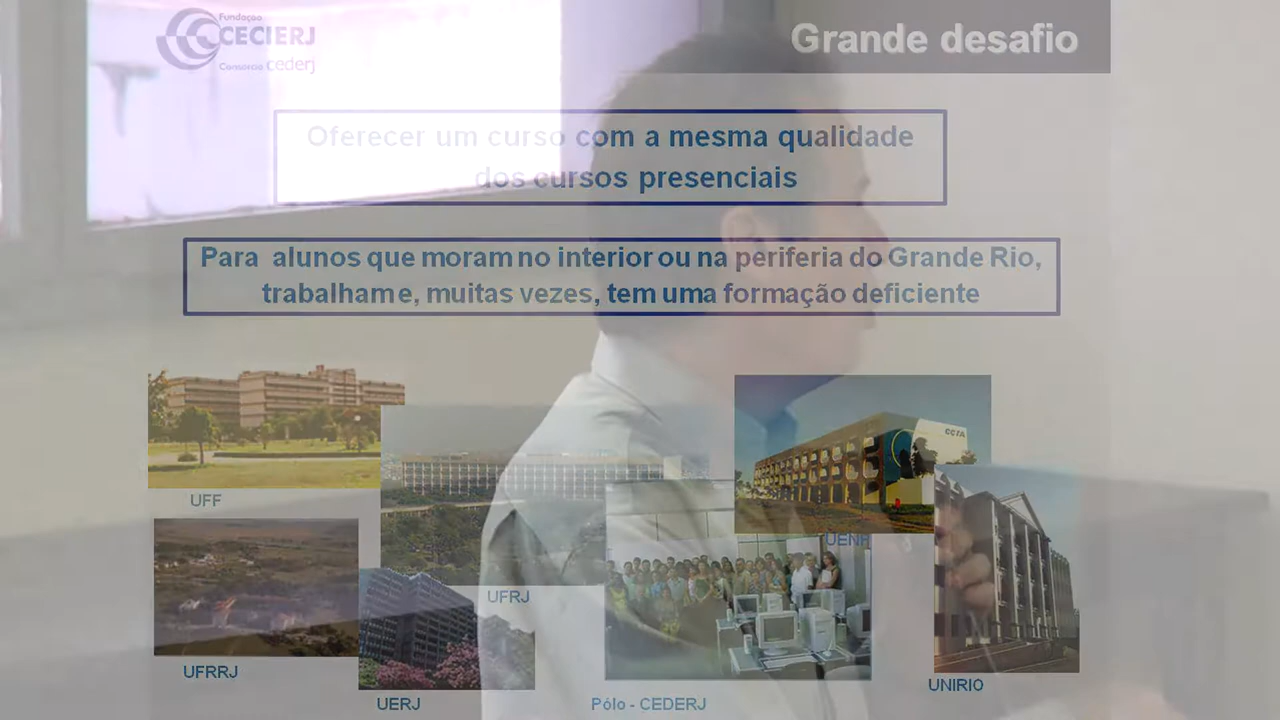 Fundação
CECIERJ
Consórcio cederj
Grande desafio
Oferecer um curso com a mesma qualidade
dos cursos presenciais
Para alunos que moram no interior ou na periferia do Grande Rio,
trabalham e, muitas vezes, tem uma formação deficiente
CCTA
UFF
UENF
UFRJ
UFRRJ
UNIRIO
UERJ
Pólo - CEDERJ